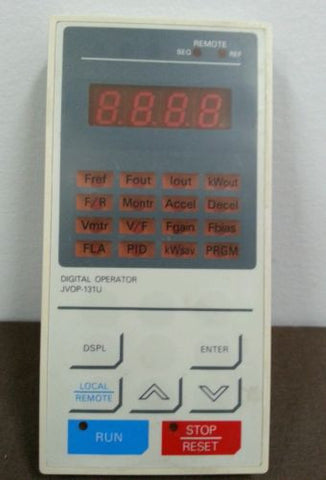 REMOTE
SEQ REF
8.8.8.8
Fref Fout Iout kWout
F/R Montr Accel Decel
Vmtr V/F Fgain Fbias
FLA PID kWsav PRGM
DIGITAL OPERATOR
JVOP-131U
DSPL ENTER
LOCAL
REMOTE
RUN STOP
RESET